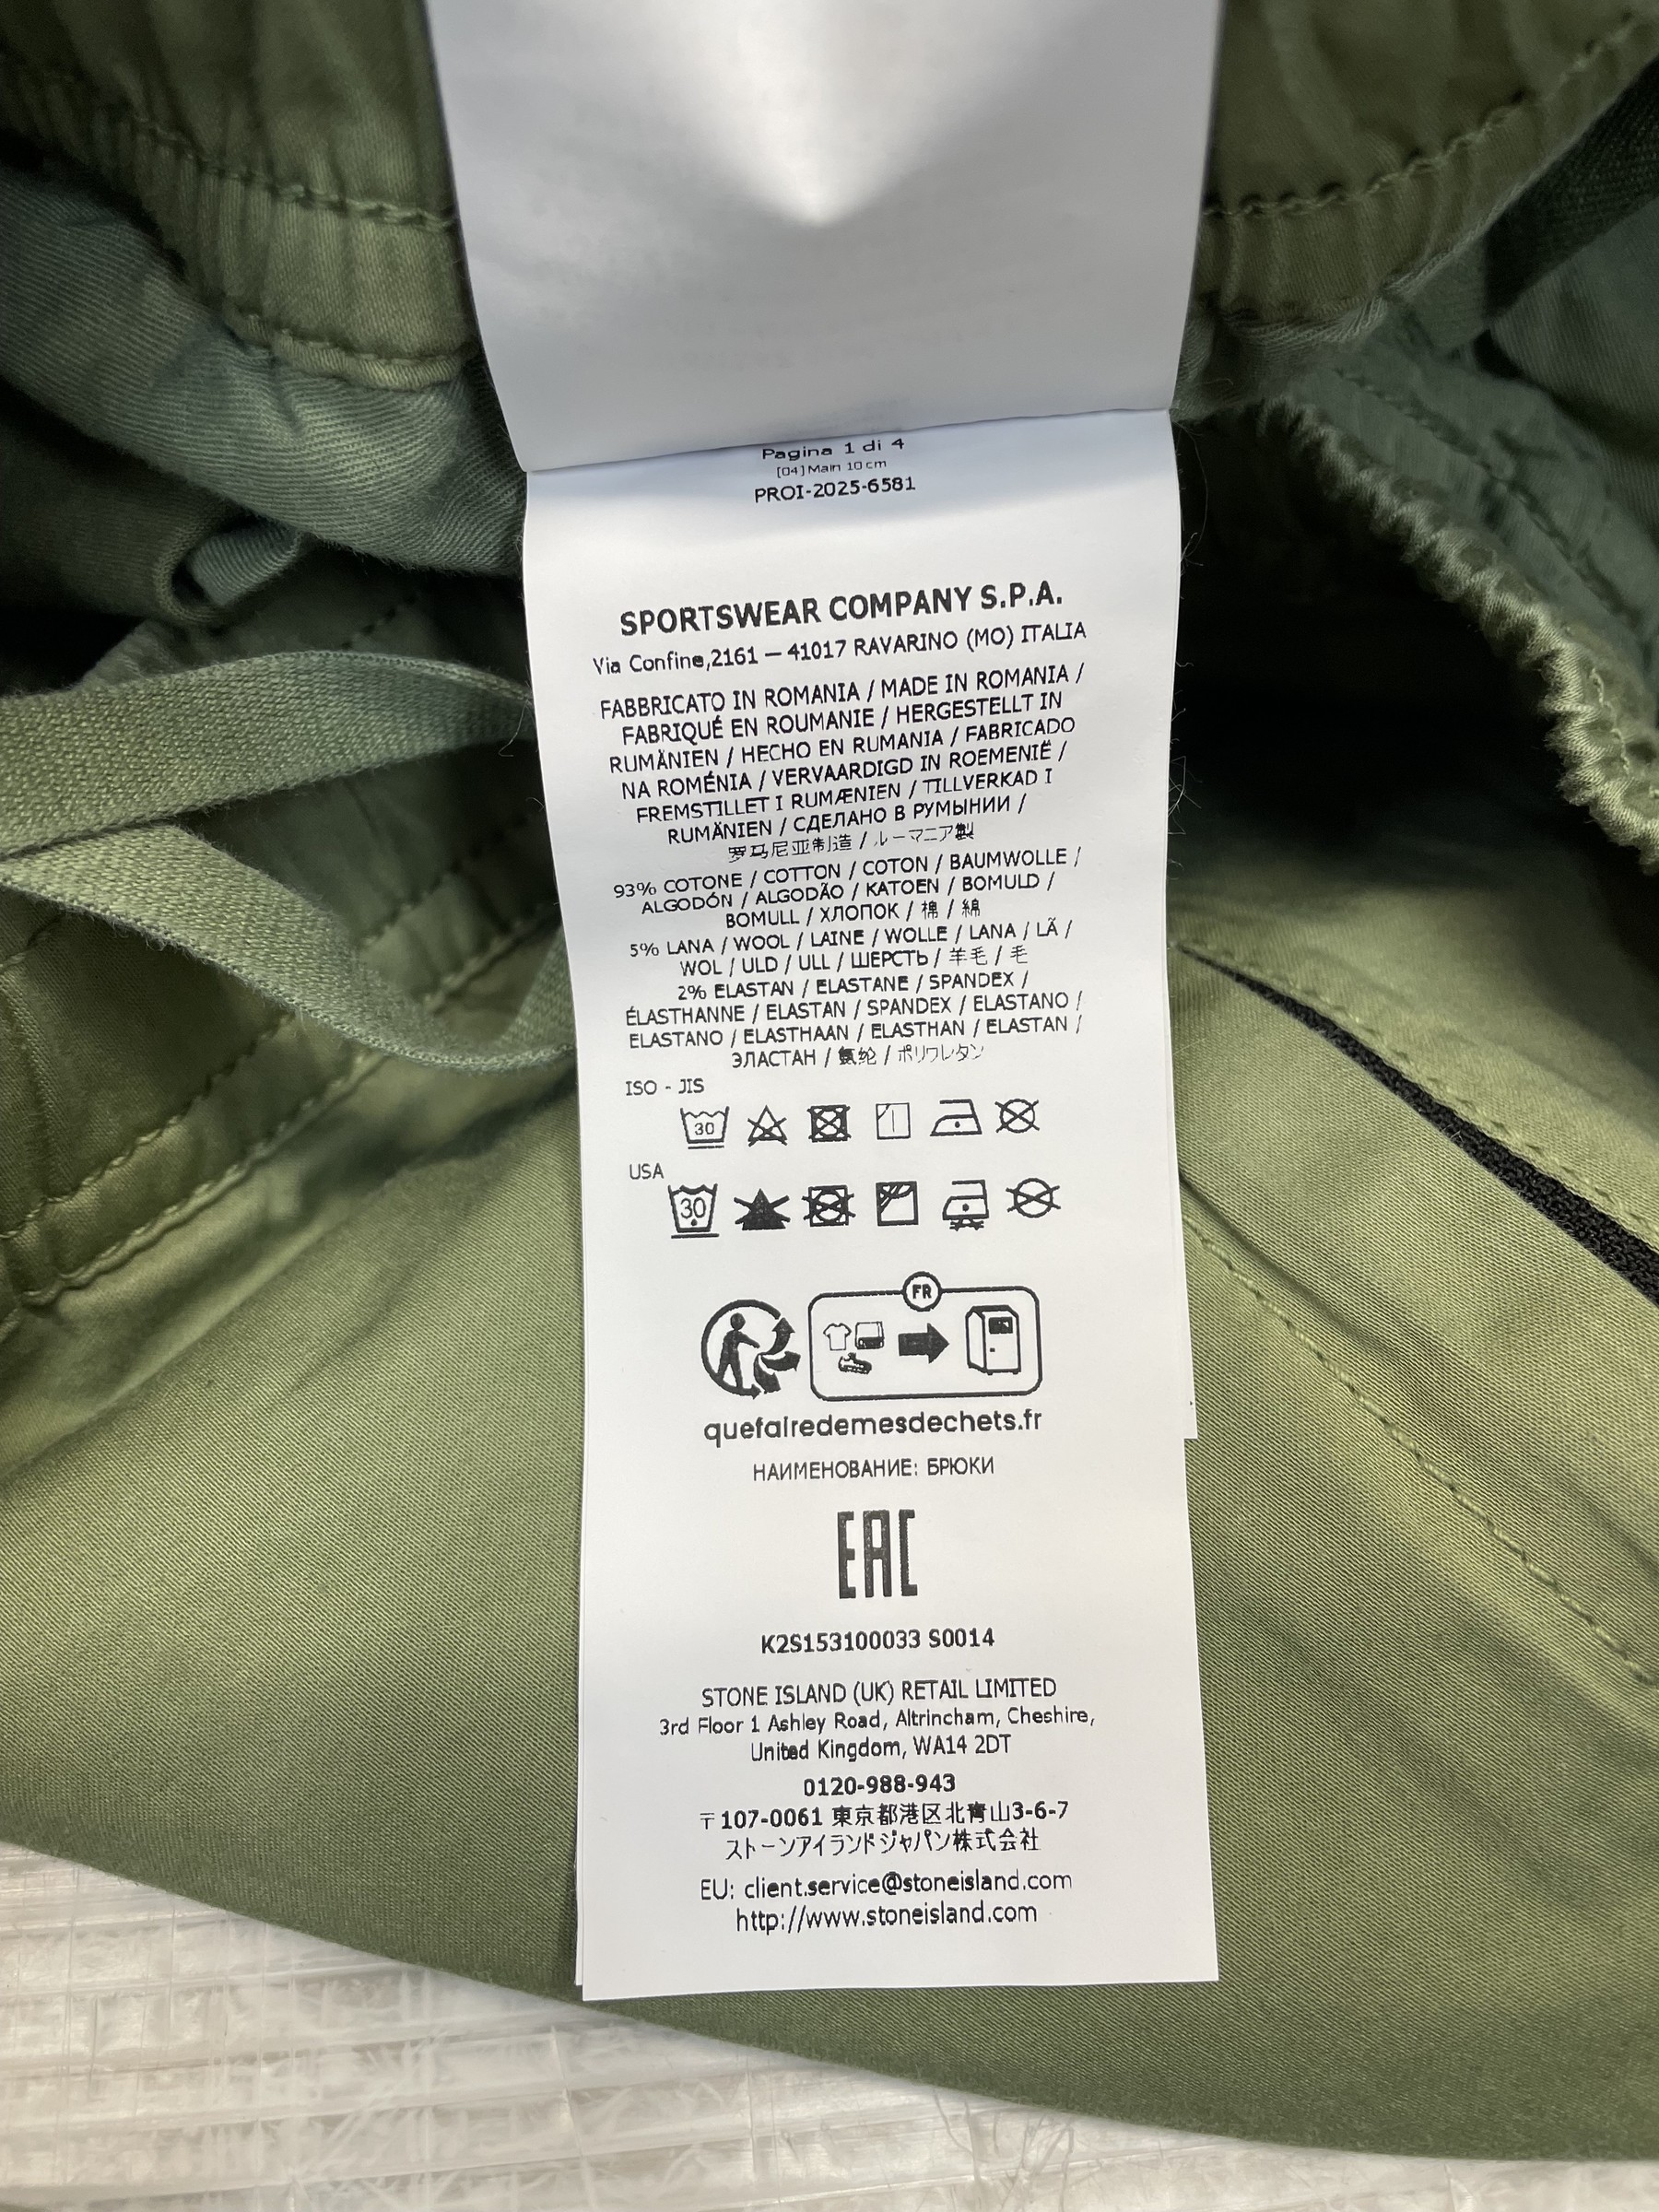 Pagina 1 di 4
[04] Main 10 cm
PROI-2025-6581
SPORTSWEAR COMPANY S.P.A.
Via Confine,2161 — 41017 RAVARINO (MO) ITALIA
FABBRICATO IN ROMANIA / MADE IN ROMANIA /
FABRIQUÉ EN ROUMANIE / HERGESTELLT IN
RUMÄNIEN / HECHO EN RUMANIA / FABRICADO
NA ROMÉNIA / VERVAARDIGD IN ROEMENIË /
FREMSTILLET I RUMÆNIEN / TILLVERKAD I
RUMÄNIEN / СДЕЛАНО В РУМЫНИИ /
罗马尼亚制造 / ルーマニア製
93% COTONE / COTTON / COTON / BAUMWOLLE /
ALGODÓN / ALGODÃO / KATOEN / BOMULD /
BOMULL / ХЛОПОК / 棉 / 綿
5% LANA / WOOL / LAINE / WOLLE / LANA / LÃ /
WOL / ULD / ULL / ШЕРСТЬ / 羊毛 / 毛
2% ELASTAN / ELASTANE / SPANDEX /
ÉLASTHANNE / ELASTAN / SPANDEX / ELASTANO /
ELASTANO / ELASTHAAN / ELASTHAN / ELASTAN /
ЭЛАСТАН / 氨纶 / ポリウレタン
ISO - JIS
30
USA
30
FR
quefairedemesdechets.fr
НАИМЕНОВАНИЕ: БРЮКИ
EAC
K2S153100033 S0014
STONE ISLAND (UK) RETAIL LIMITED
3rd Floor 1 Ashley Road, Altrincham, Cheshire,
United Kingdom, WA14 2DT
0120-988-943
〒107-0061 東京都港区北青山3-6-7
ストーンアイランドジャパン株式会社
EU: client.service@stoneisland.com
http://www.stoneisland.com